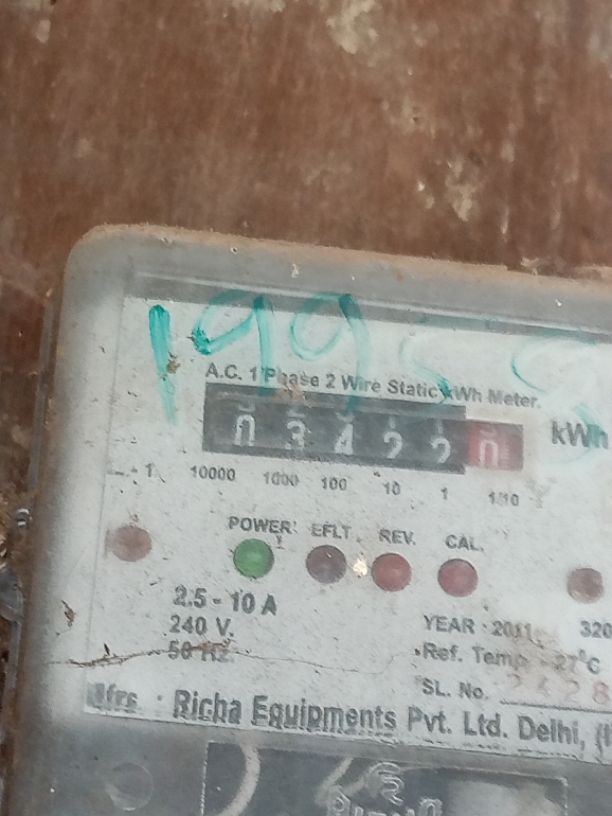 A.C. 1 Phase 2 Wire Static kWh Meter.
0 3 4 2 2 0 kWh
10000 1000 100 10 1 1/10
POWER EFLT. REV. CAL.
2.5 - 10 A
240 V.
50 Hz.
YEAR · 2011 320
Ref. Temp - 27°C
SL. No. 2428
Mfrs : Richa Equipments Pvt. Ltd. Delhi,